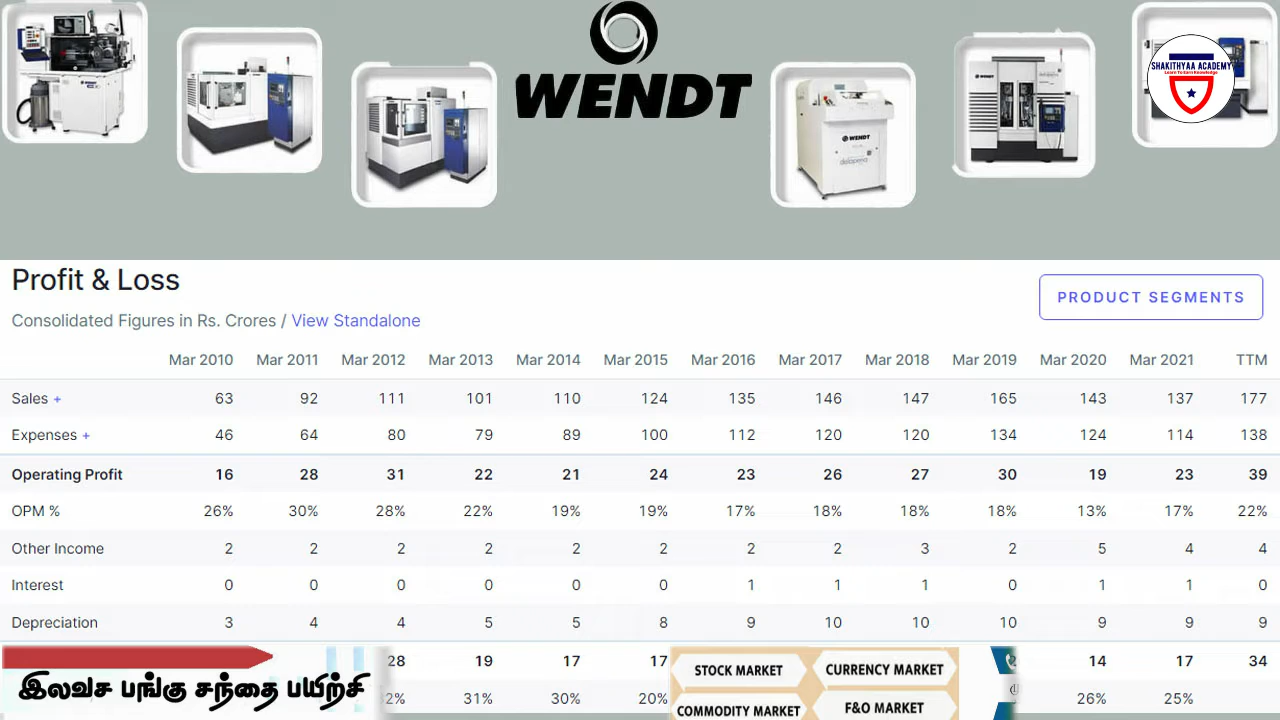 WENDT
SHAKITHYAA ACADEMY
Learn To Earn Knowledge
WENDT
WENDT
delapena
Profit & Loss
PRODUCT SEGMENTS
Consolidated Figures in Rs. Crores / View Standalone
Mar 2010 Mar 2011 Mar 2012 Mar 2013 Mar 2014 Mar 2015 Mar 2016 Mar 2017 Mar 2018 Mar 2019 Mar 2020 Mar 2021 TTM
Sales + 63 92 111 101 110 124 135 146 147 165 143 137 177
Expenses + 46 64 80 79 89 100 112 120 120 134 124 114 138
Operating Profit 16 28 31 22 21 24 23 26 27 30 19 23 39
OPM % 26% 30% 28% 22% 19% 19% 17% 18% 18% 18% 13% 17% 22%
Other Income 2 2 2 2 2 2 2 2 3 2 5 4 4
Interest 0 0 0 0 0 0 1 1 1 0 1 1 0
Depreciation 3 4 4 5 5 8 9 10 10 10 9 9 9
28 19 17 17 14 17 34
2% 31% 30% 20% 26% 25%
இலவச பங்கு சந்தை பயிற்சி
STOCK MARKET CURRENCY MARKET
COMMODITY MARKET F&O MARKET